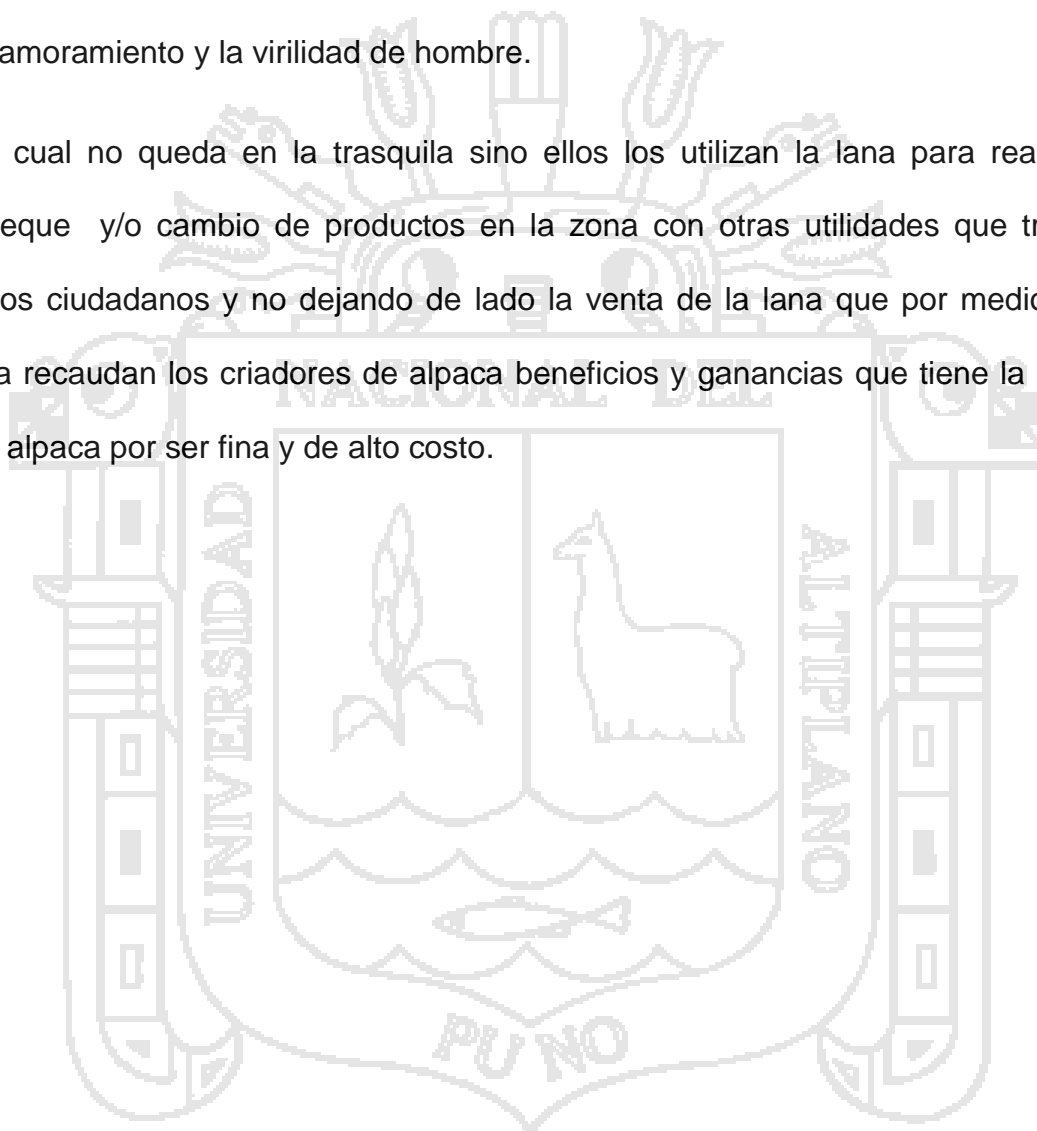 amoramiento y la virilidad de hombre.
cual no queda en la trasquila sino ellos los utilizan la lana para rea
eque y/o cambio de productos en la zona con otras utilidades que tr
os ciudadanos y no dejando de lado la venta de la lana que por medio
a recaudan los criadores de alpaca beneficios y ganancias que tiene la
alpaca por ser fina y de alto costo.
NACIONAL DEL
UNIVERSIDAD
ALTIPLANO
PUNO